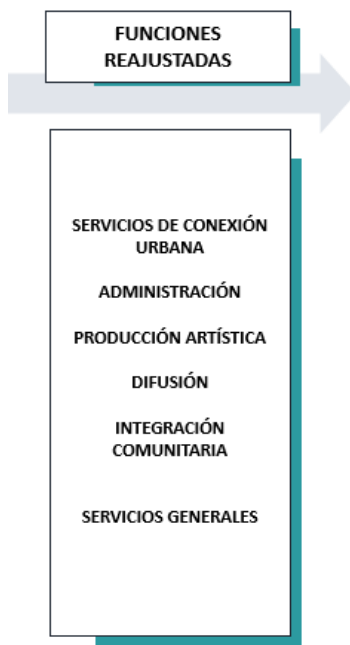 FUNCIONES
REAJUSTADAS
SERVICIOS DE CONEXIÓN
URBANA
ADMINISTRACIÓN
PRODUCCIÓN ARTÍSTICA
DIFUSIÓN
INTEGRACIÓN
COMUNITARIA
SERVICIOS GENERALES